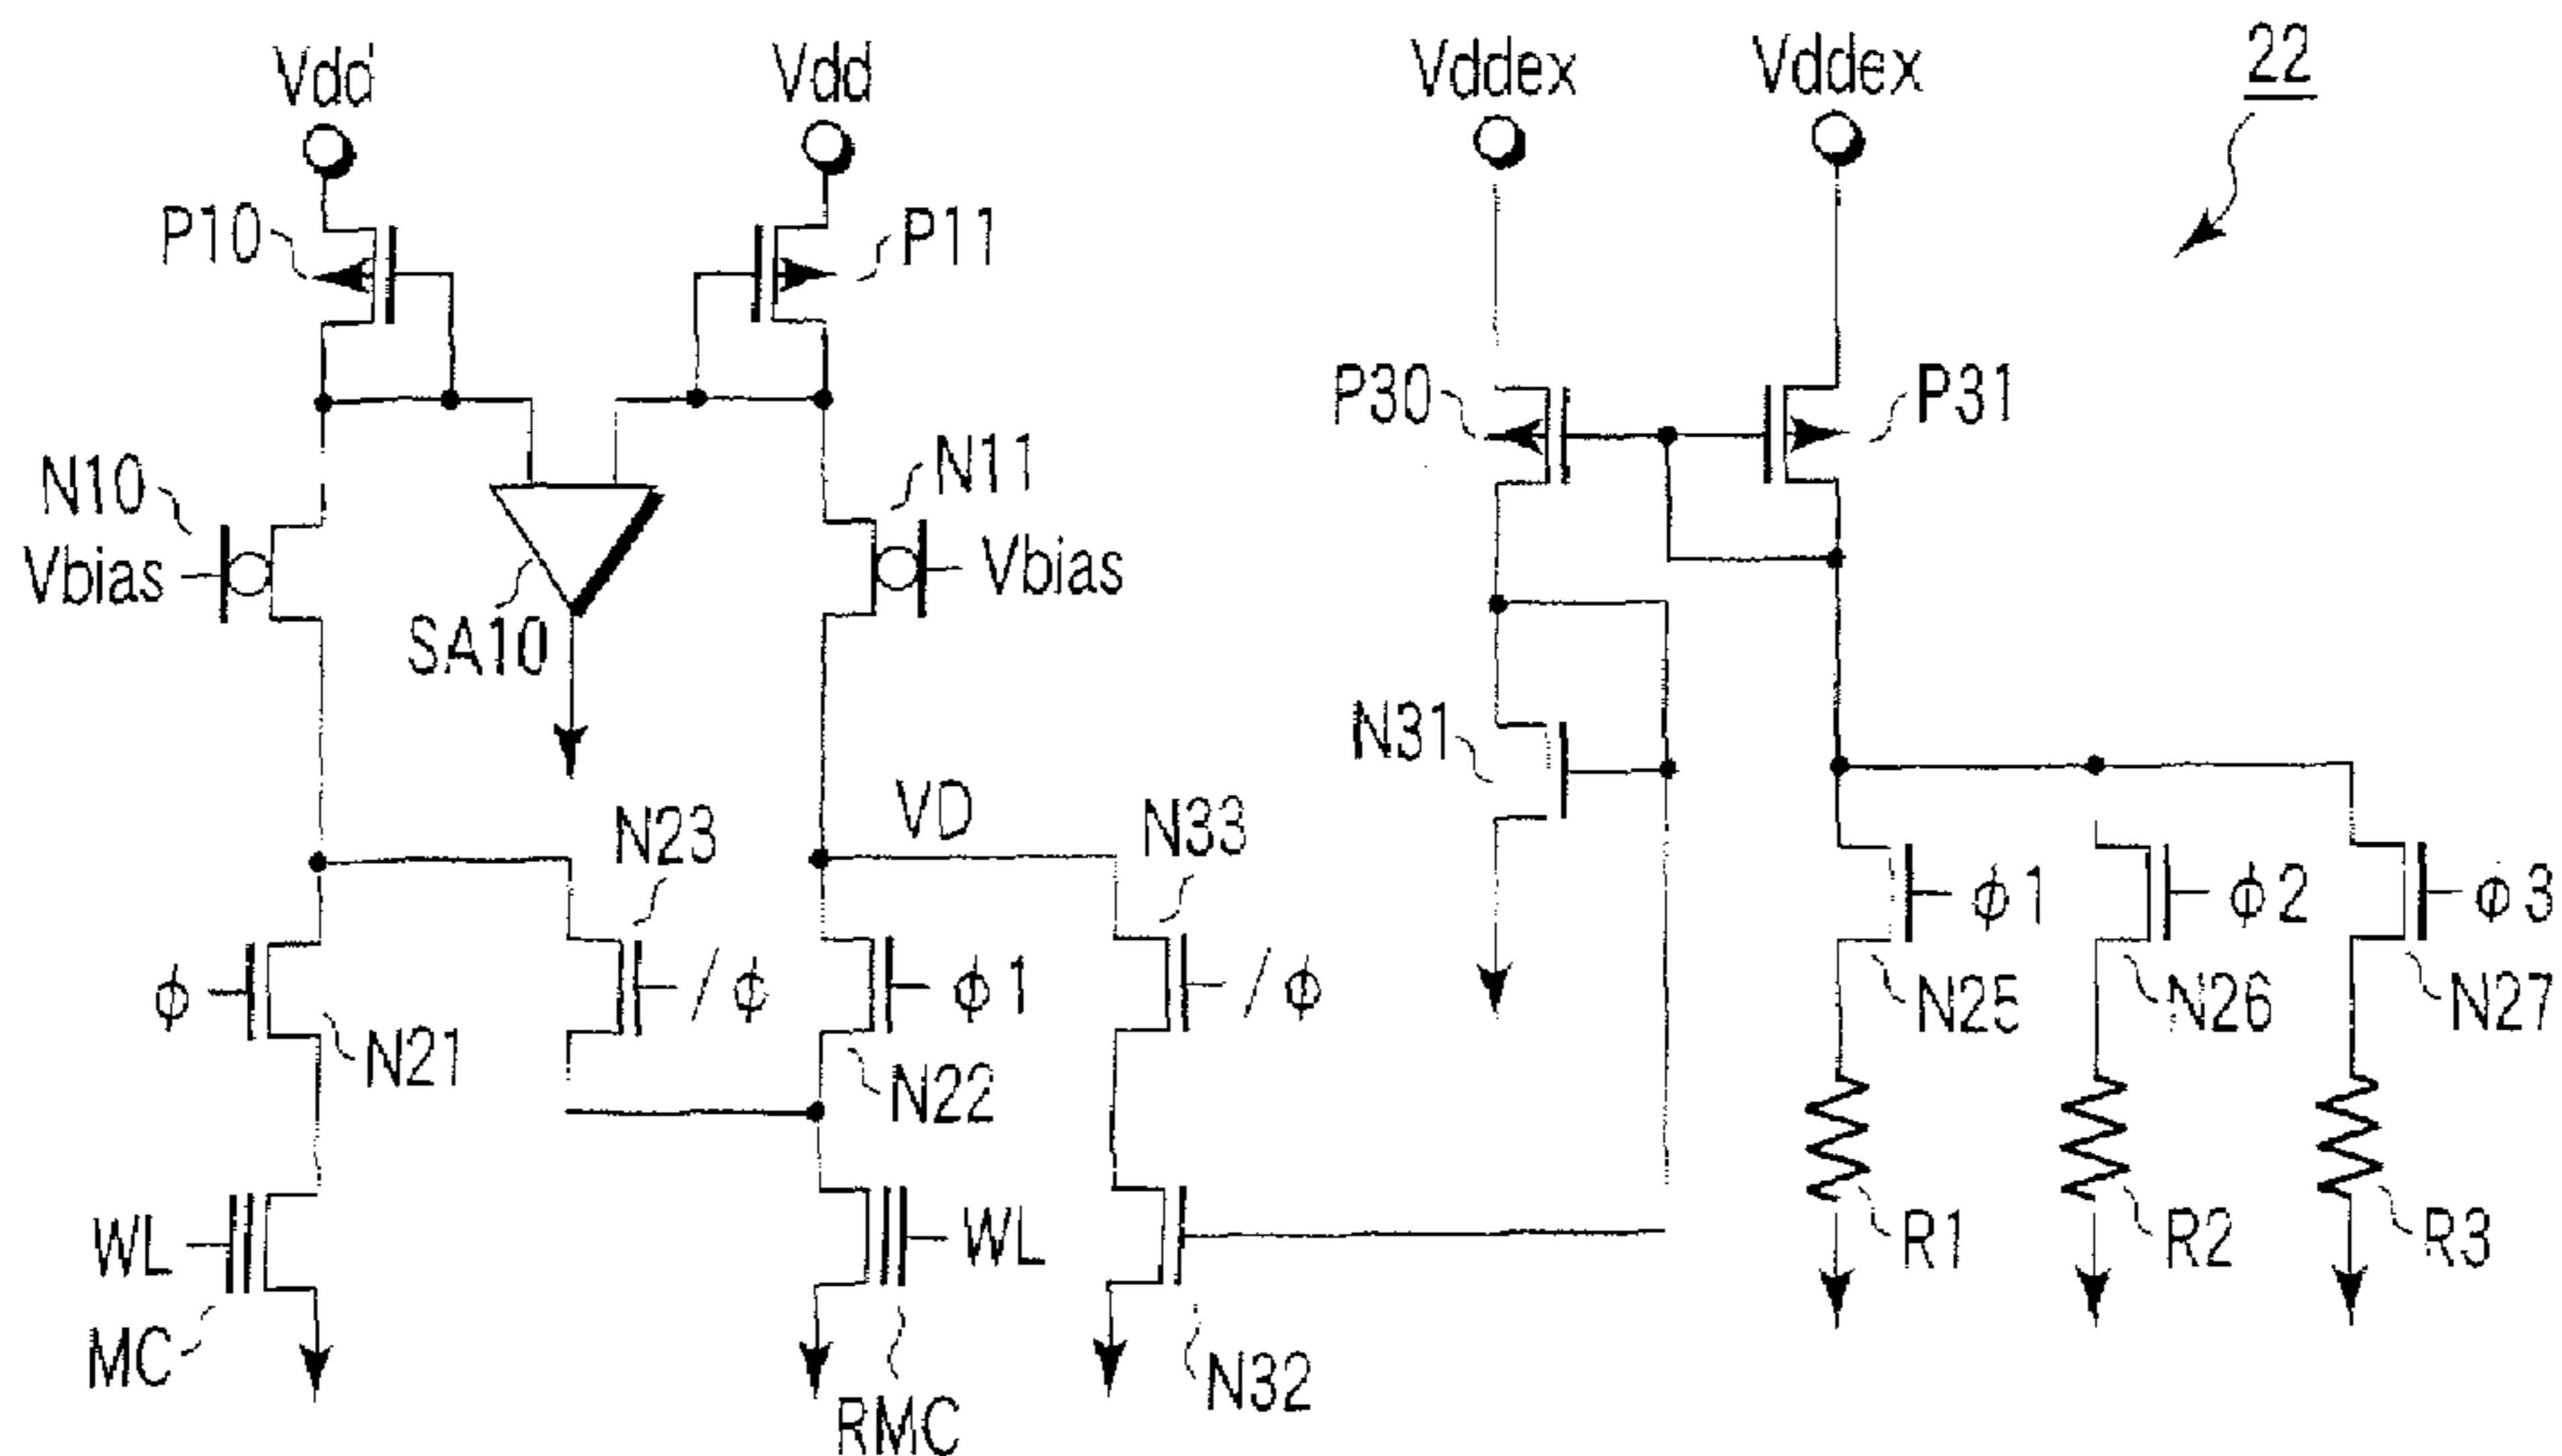 Vdd
Vdd
Vddex
Vddex
22
P10
P11
P30
P31
N10
N11
Vbias
Vbias
SA10
N31
VD
N23
N33
ϕ1
ϕ2
ϕ3
ϕ
/ϕ
ϕ1
/ϕ
N25
N26
N27
N21
N22
WL
WL
R1
R2
R3
MC
N32
RMC